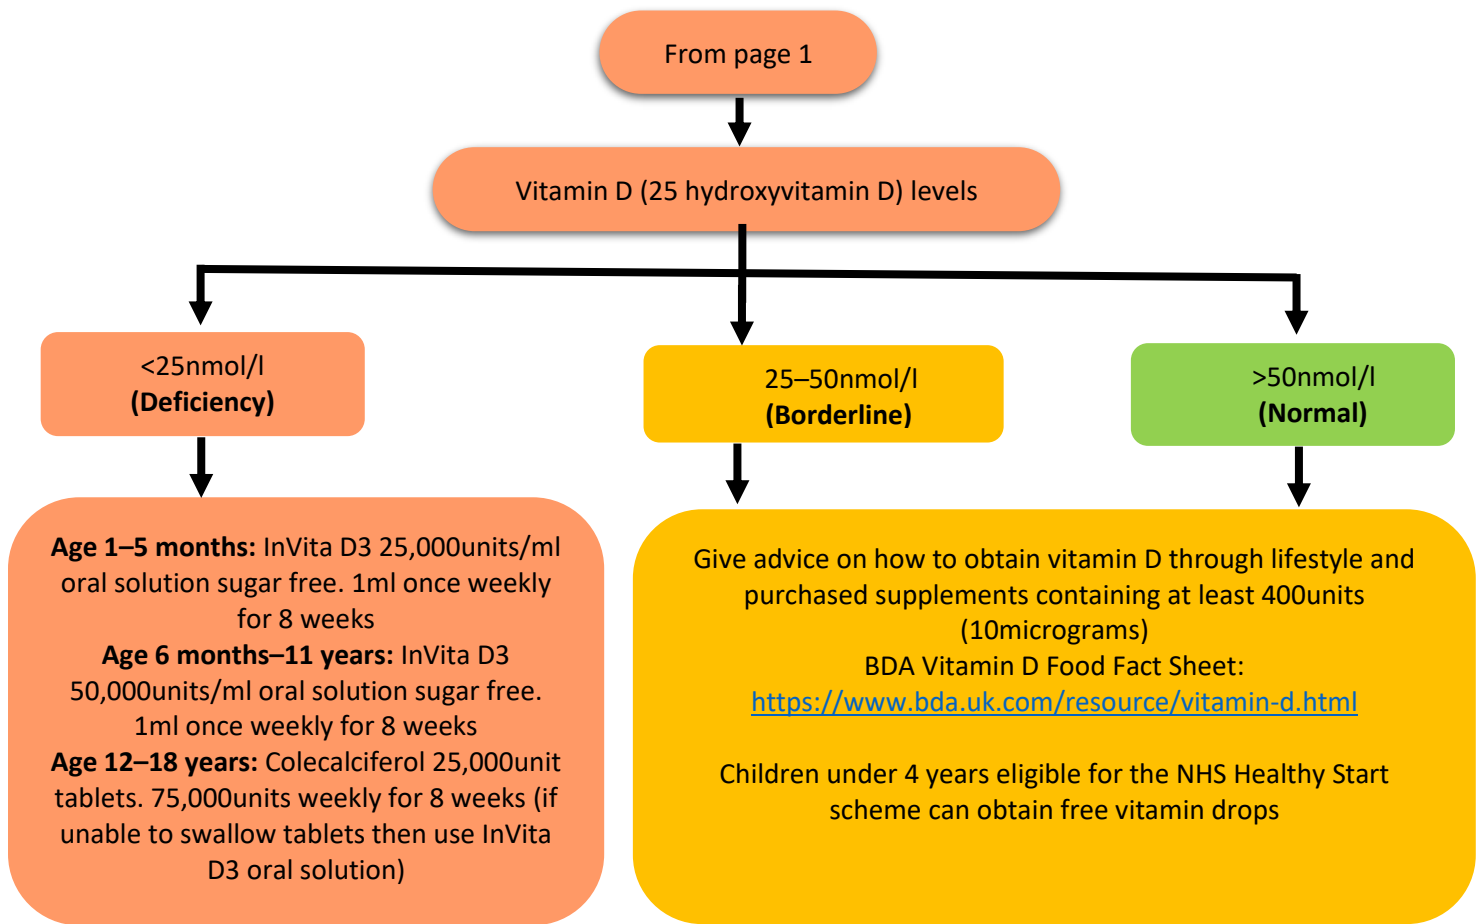 From page 1
Vitamin D (25 hydroxyvitamin D) levels
<25nmol/l
(Deficiency)
25–50nmol/l
(Borderline)
>50nmol/l
(Normal)
Age 1–5 months: InVita D3 25,000units/ml
oral solution sugar free. 1ml once weekly
for 8 weeks
Age 6 months–11 years: InVita D3
50,000units/ml oral solution sugar free.
1ml once weekly for 8 weeks
Age 12–18 years: Colecalciferol 25,000unit
tablets. 75,000units weekly for 8 weeks (if
unable to swallow tablets then use InVita
D3 oral solution)
Give advice on how to obtain vitamin D through lifestyle and
purchased supplements containing at least 400units
(10micrograms)
BDA Vitamin D Food Fact Sheet:
https://www.bda.uk.com/resource/vitamin-d.html
Children under 4 years eligible for the NHS Healthy Start
scheme can obtain free vitamin drops